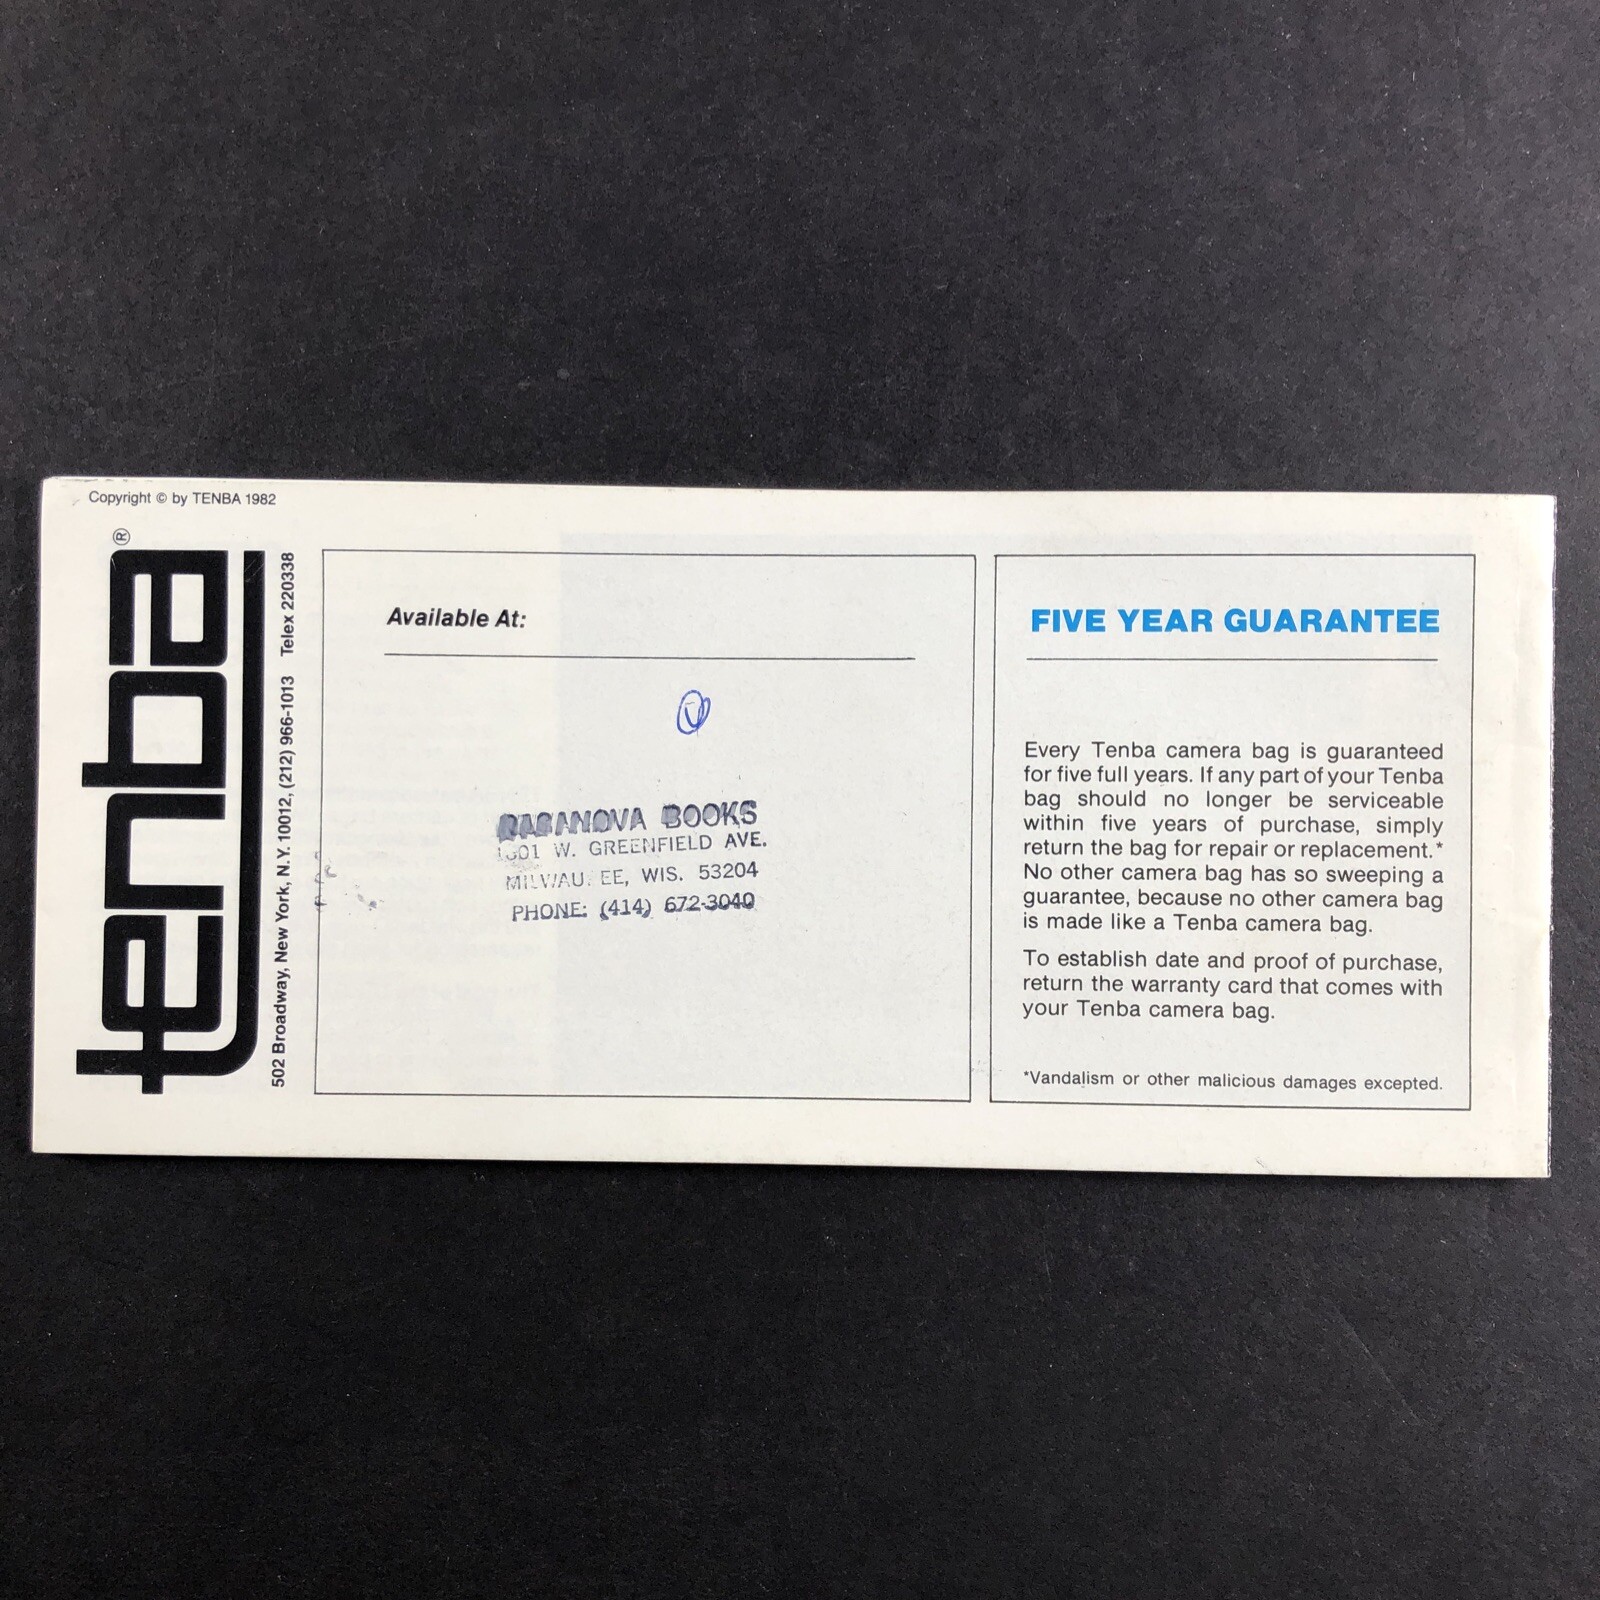 Copyright © by TENBA 1982
tenba®
502 Broadway, New York, N.Y. 10012, (212) 966-1013 Telex 220338
Available At:
BOOKS
W. GREENFIELD AVE.
WIS. 53204
PHONE: (414) 672-3040
FIVE YEAR GUARANTEE
Every Tenba camera bag is guaranteed
for five full years. If any part of your Tenba
bag should no longer be serviceable
within five years of purchase, simply
return the bag for repair or replacement.*
No other camera bag has so sweeping a
guarantee, because no other camera bag
is made like a Tenba camera bag.
To establish date and proof of purchase,
return the warranty card that comes with
your Tenba camera bag.
*Vandalism or other malicious damages excepted.